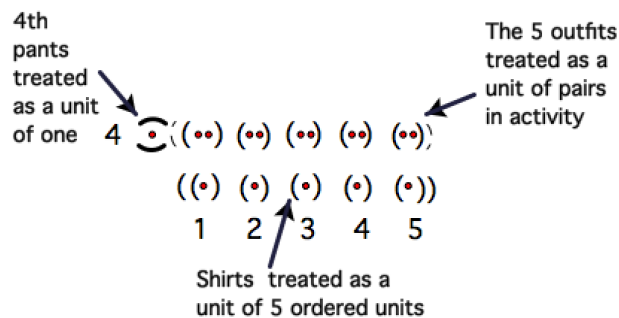 4th
pants
treated
as a unit
of one
The 5 outfits
treated as a
unit of pairs
in activity
4 (•) ((••) (••) (••) (••) (••))
((•) (•) (•) (•) (•))
1 2 3 4 5
Shirts treated as a
unit of 5 ordered units